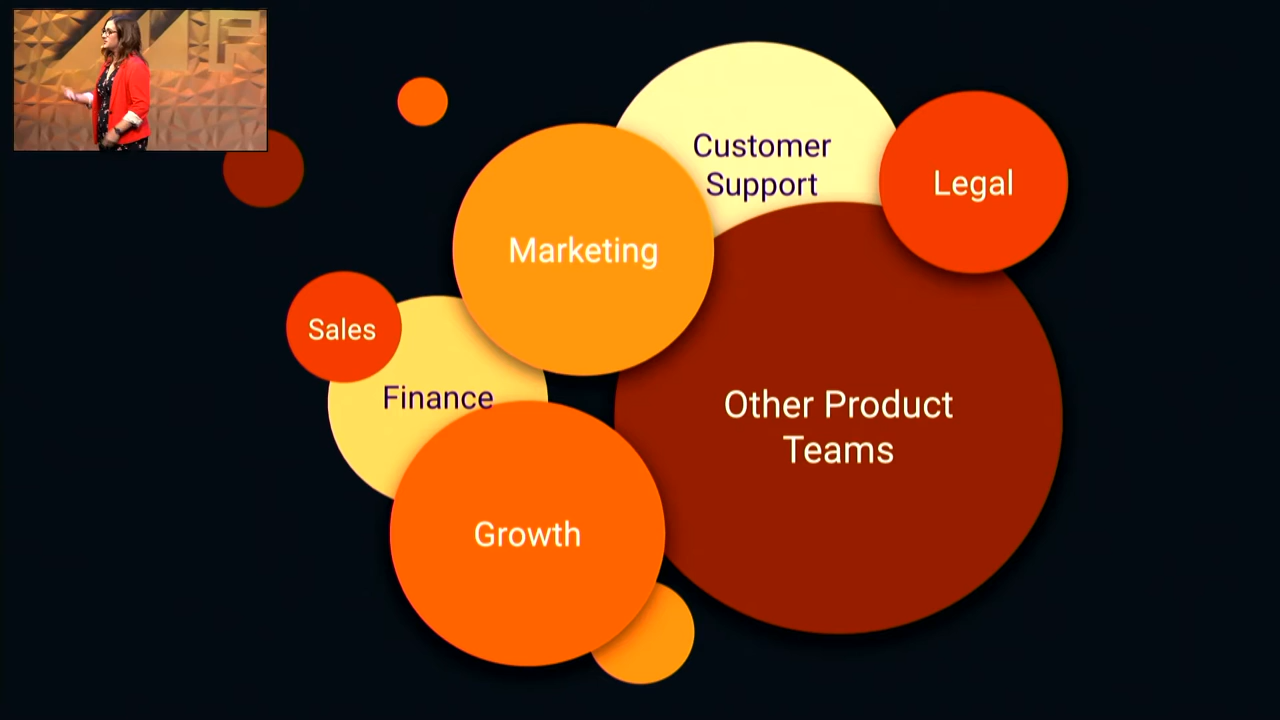 Customer
Support
Legal
Marketing
Sales
Finance
Other Product
Teams
Growth